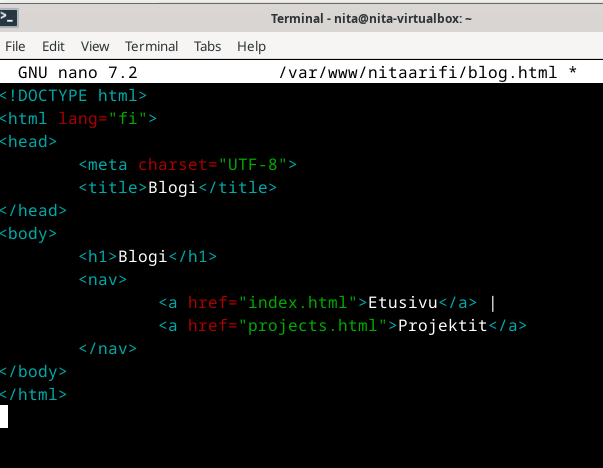 Terminal - nita@nita-virtualbox: ~
File Edit View Terminal Tabs Help
GNU nano 7.2 /var/www/nitaarifi/blog.html *
<!DOCTYPE html>
<html lang="fi">
<head>
<meta charset="UTF-8">
<title>Blogi</title>
</head>
<body>
<h1>Blogi</h1>
<nav>
<a href="index.html">Etusivu</a> |
<a href="projects.html">Projektit</a>
</nav>
</body>
</html>